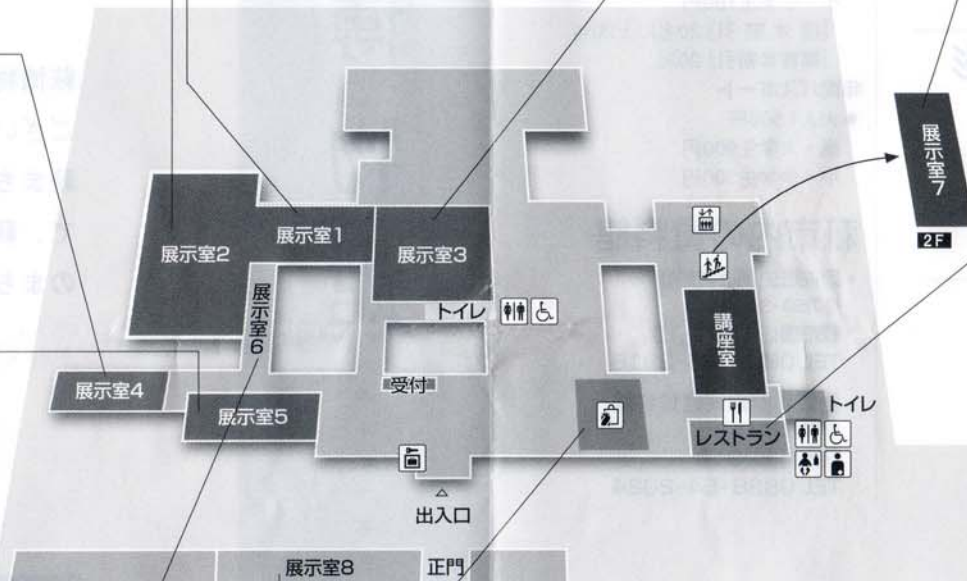 展示室7
2F
展示室1
展示室2
展示室3
展示室6
トイレ
講座室
展示室4
受付
展示室5
トイレ
レストラン
出入口
展示室8
正門